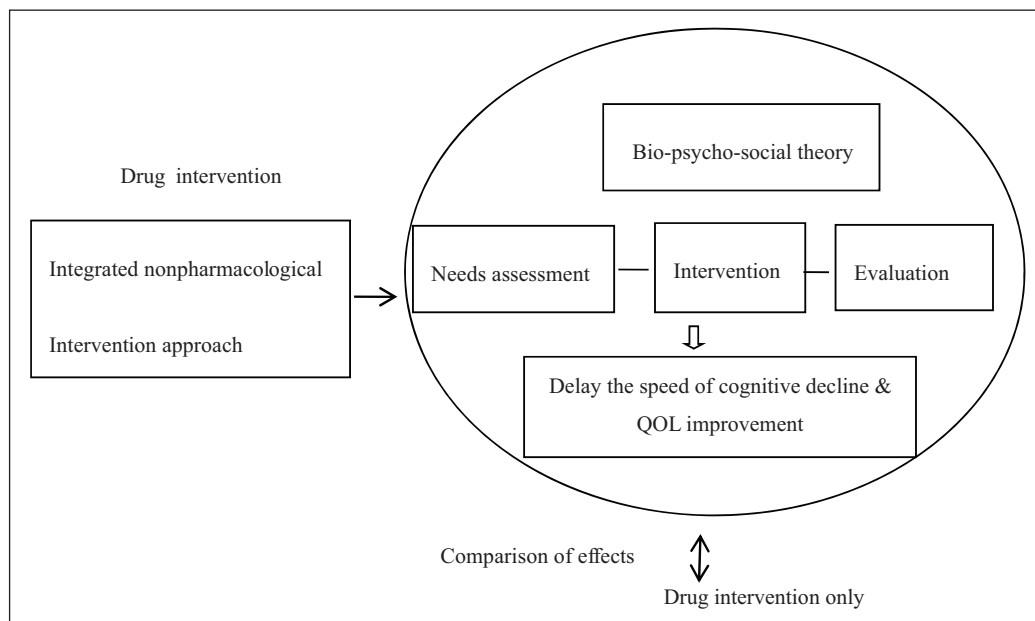 Bio-psycho-social theory
Drug intervention
Integrated nonpharmacological
Intervention approach
Needs assessment
Intervention
Evaluation
Delay the speed of cognitive decline &
QOL improvement
Comparison of effects
Drug intervention only